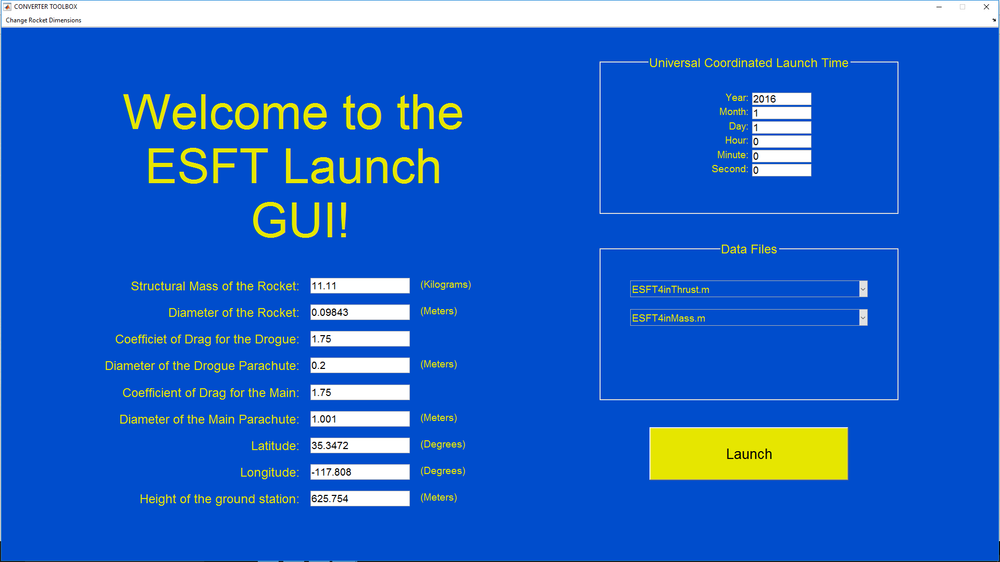 CONVERTER TOOLBOX
Change Rocket Dimensions
Welcome to the
ESFT Launch
GUI!
Structural Mass of the Rocket: 11.11 (Kilograms)
Diameter of the Rocket: 0.09843 (Meters)
Coefficiet of Drag for the Drogue: 1.75
Diameter of the Drogue Parachute: 0.2 (Meters)
Coefficient of Drag for the Main: 1.75
Diameter of the Main Parachute: 1.001 (Meters)
Latitude: 35.3472 (Degrees)
Longitude: -117.808 (Degrees)
Height of the ground station: 625.754 (Meters)
Universal Coordinated Launch Time
Year: 2016
Month: 1
Day: 1
Hour: 0
Minute: 0
Second: 0
Data Files
ESFT4inThrust.m
ESFT4inMass.m
Launch